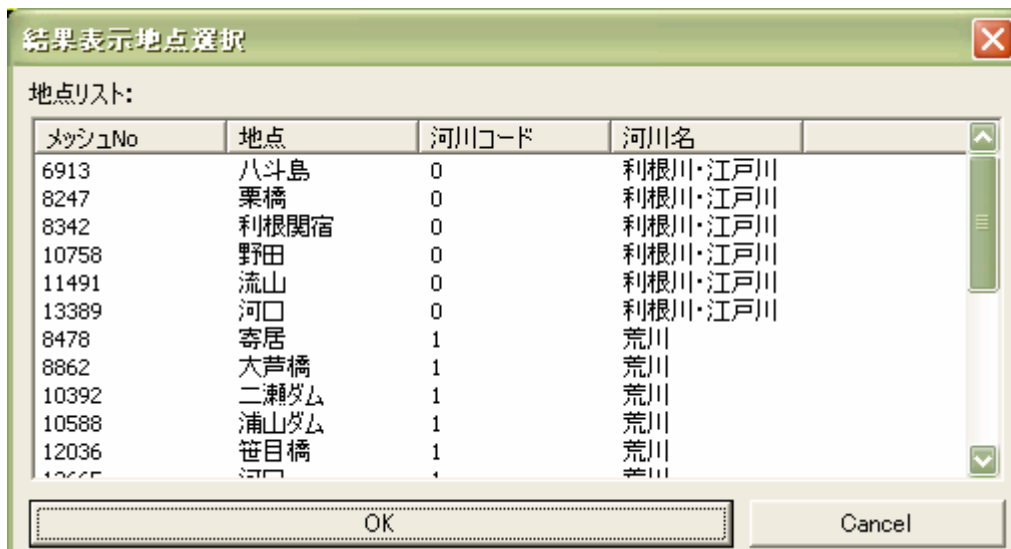 結果表示地点選択
地点リスト:
メッシュNo 地点 河川コード 河川名
6913 八斗島 0 利根川・江戸川
8247 栗橋 0 利根川・江戸川
8342 利根関宿 0 利根川・江戸川
10758 野田 0 利根川・江戸川
11491 流山 0 利根川・江戸川
13389 河口 0 利根川・江戸川
8478 寄居 1 荒川
8862 大芦橋 1 荒川
10392 二瀬ダム 1 荒川
10588 浦山ダム 1 荒川
12036 笹目橋 1 荒川
OK Cancel